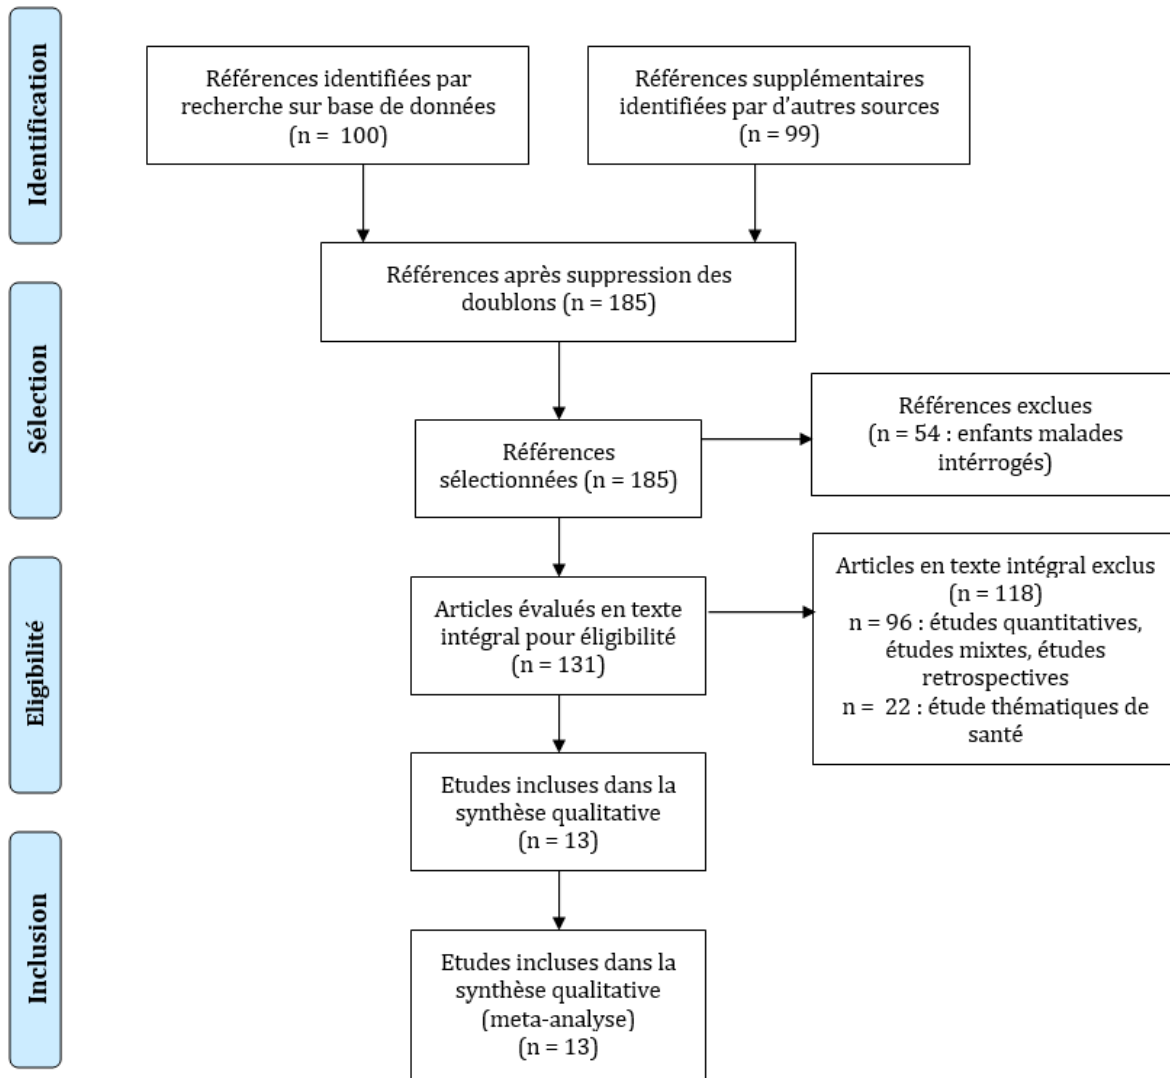 Identification
Références identifiées par
recherche sur base de données
(n = 100)
Références supplémentaires
identifiées par d'autres sources
(n = 99)
Références après suppression des
doublons (n = 185)
Sélection
Références
sélectionnées (n = 185)
Références exclues
(n = 54 : enfants malades
intérrogés)
Eligibilité
Articles évalués en texte
intégral pour éligibilité
(n = 131)
Articles en texte intégral exclus
(n = 118)
n = 96 : études quantitatives,
études mixtes, études
retrospectives
n = 22 : étude thématiques de
santé
Etudes incluses dans la
synthèse qualitative
(n = 13)
Inclusion
Etudes incluses dans la
synthèse qualitative
(meta-analyse)
(n = 13)